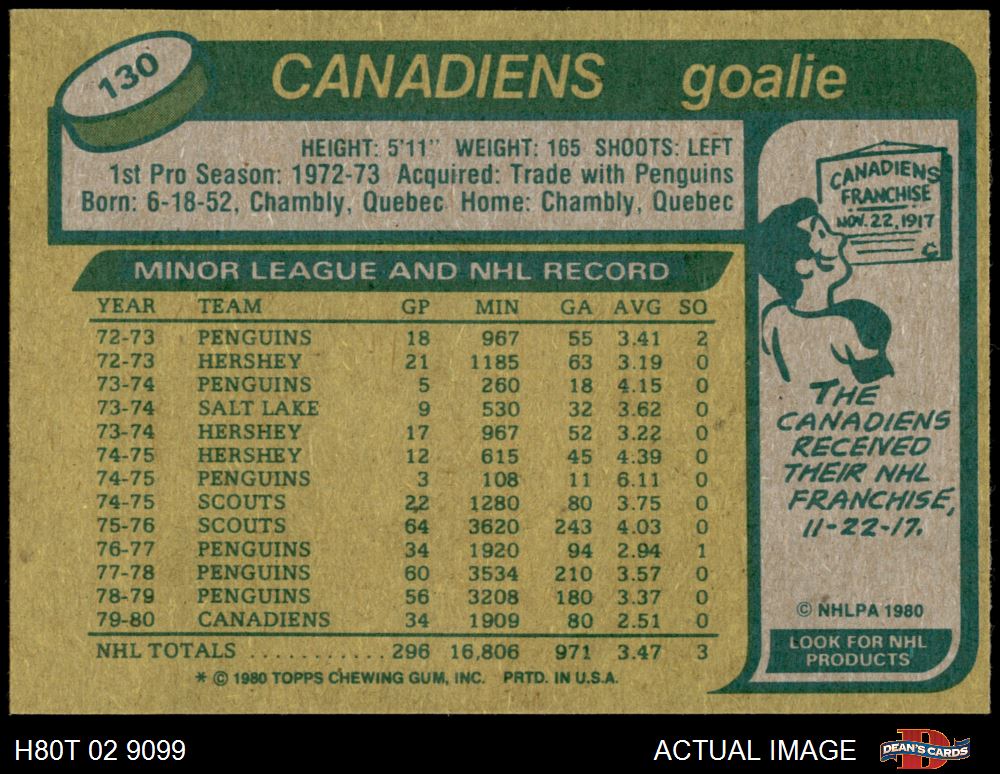 130
CANADIENS goalie
HEIGHT: 5'11" WEIGHT: 165 SHOOTS: LEFT
1st Pro Season: 1972-73 Acquired: Trade with Penguins
Born: 6-18-52, Chambly, Quebec Home: Chambly, Quebec
MINOR LEAGUE AND NHL RECORD
YEAR TEAM GP MIN GA AVG SO
72-73 PENGUINS 18 967 55 3.41 2
72-73 HERSHEY 21 1185 63 3.19 0
73-74 PENGUINS 5 260 18 4.15 0
73-74 SALT LAKE 9 530 32 3.62 0
73-74 HERSHEY 17 967 52 3.22 0
74-75 HERSHEY 12 615 45 4.39 0
74-75 PENGUINS 3 108 11 6.11 0
74-75 SCOUTS 22 1280 80 3.75 0
75-76 SCOUTS 64 3620 243 4.03 0
76-77 PENGUINS 34 1920 94 2.94 1
77-78 PENGUINS 60 3534 210 3.57 0
78-79 PENGUINS 56 3208 180 3.37 0
79-80 CANADIENS 34 1909 80 2.51 0
NHL TOTALS ............ 296 16,806 971 3.47 3
* © 1980 TOPPS CHEWING GUM, INC. PRTD. IN U.S.A.
CANADIENS
FRANCHISE
NOV. 22, 1917
THE
CANADIENS
RECEIVED
THEIR NHL
FRANCHISE,
11-22-17.
© NHLPA 1980
LOOK FOR NHL
PRODUCTS
H80T 02 9099
ACTUAL IMAGE
D
DEAN'S CARDS